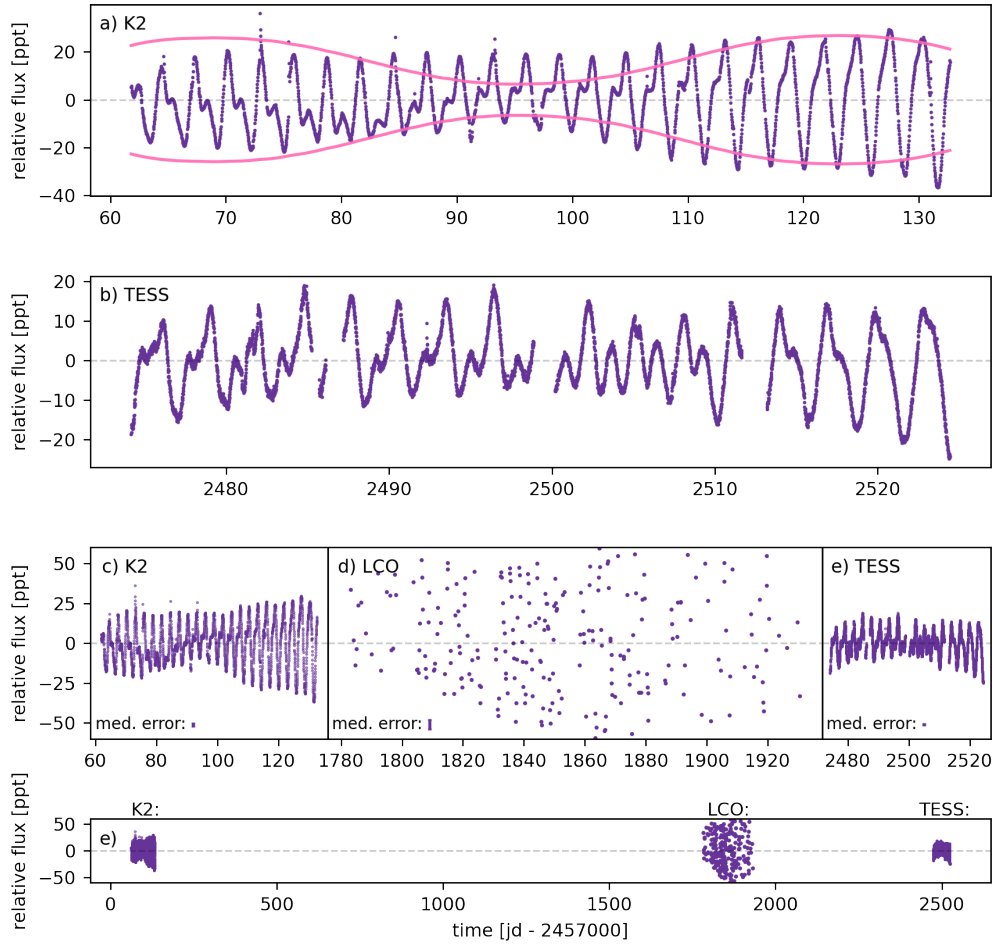 a) K2
relative flux [ppt]
20
0
−20
−40
60 70 80 90 100 110 120 130
b) TESS
relative flux [ppt]
20
10
0
−10
−20
2480 2490 2500 2510 2520
c) K2 d) LCO e) TESS
relative flux [ppt]
50
25
0
−25
−50
med. error: med. error: med. error:
60 80 100 120 1780 1800 1820 1840 1860 1880 1900 1920 2480 2500 2520
K2: LCO: TESS:
e)
relative flux [ppt]
50
0
−50
0 500 1000 1500 2000 2500
time [jd - 2457000]